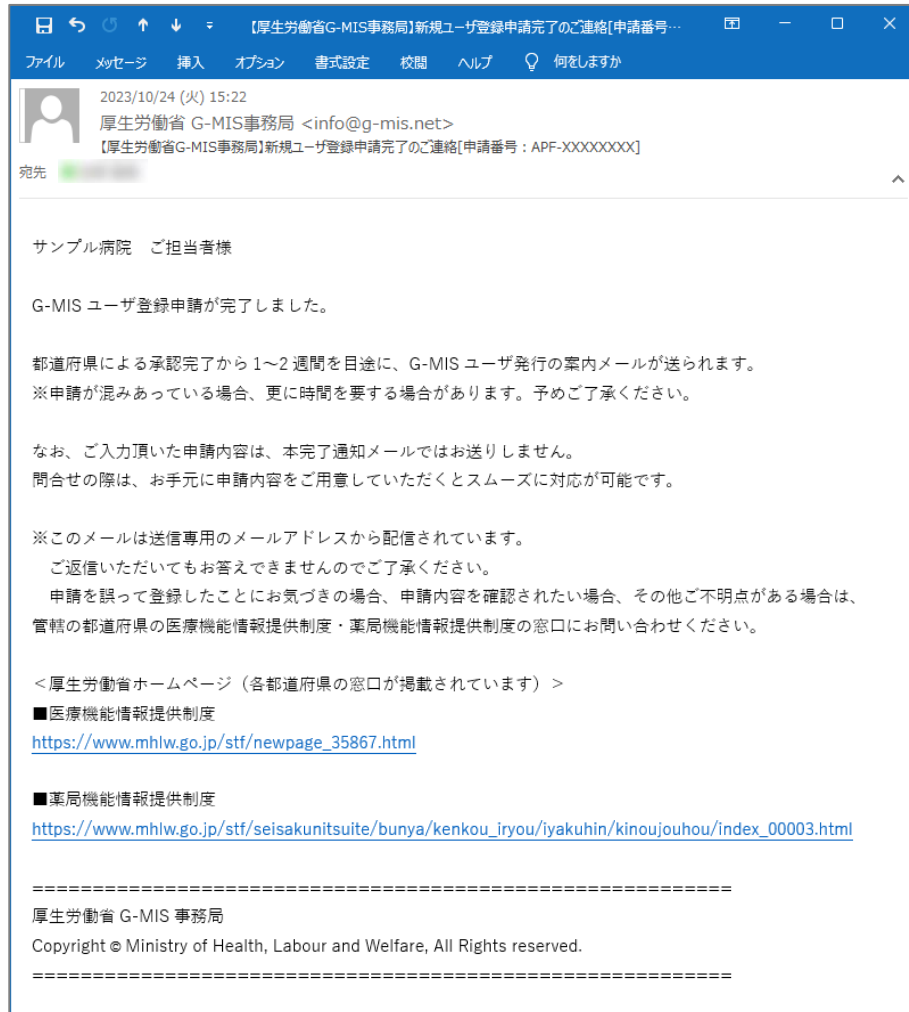 【厚生労働省G-MIS事務局】新規ユーザ登録申請完了のご連絡[申請番号…
ファイル メッセージ 挿入 オプション 書式設定 校閲 ヘルプ 何をしますか
2023/10/24 (火) 15:22
厚生労働省 G-MIS事務局 <info@g-mis.net>
【厚生労働省G-MIS事務局】新規ユーザ登録申請完了のご連絡[申請番号:APF-XXXXXXXX]
宛先
サンプル病院 ご担当者様
G-MIS ユーザ登録申請が完了しました。
都道府県による承認完了から 1~2 週間を目途に、G-MIS ユーザ発行の案内メールが送られます。
※申請が混みあっている場合、更に時間を要する場合があります。予めご了承ください。
なお、ご入力頂いた申請内容は、本完了通知メールではお送りしません。
問合せの際は、お手元に申請内容をご用意していただくとスムーズに対応が可能です。
※このメールは送信専用のメールアドレスから配信されています。
ご返信いただいてもお答えできませんのでご了承ください。
申請を誤って登録したことにお気づきの場合、申請内容を確認されたい場合、その他ご不明点がある場合は、
管轄の都道府県の医療機能情報提供制度・薬局機能情報提供制度の窓口にお問い合わせください。
<厚生労働省ホームページ(各都道府県の窓口が掲載されています)>
■医療機能情報提供制度
https://www.mhlw.go.jp/stf/newpage_35867.html
■薬局機能情報提供制度
https://www.mhlw.go.jp/stf/seisakunitsuite/bunya/kenkou_iryou/iyakuhin/kinoujouhou/index_00003.html
==========================================================
厚生労働省 G-MIS 事務局
Copyright © Ministry of Health, Labour and Welfare, All Rights reserved.
==========================================================